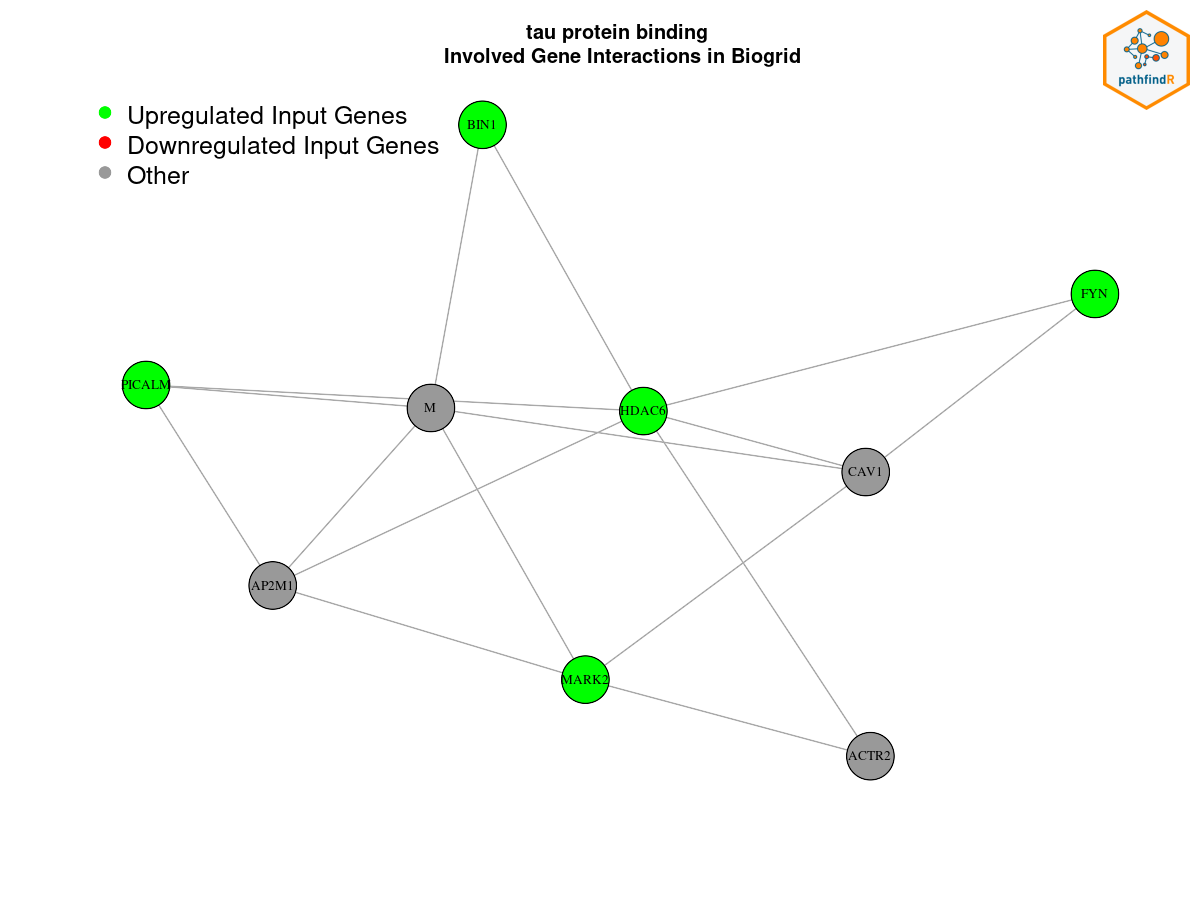 tau protein binding
Involved Gene Interactions in Biogrid
pathfindR
Upregulated Input Genes
Downregulated Input Genes
Other
BIN1
FYN
PICALM
M
HDAC6
CAV1
AP2M1
MARK2
ACTR2